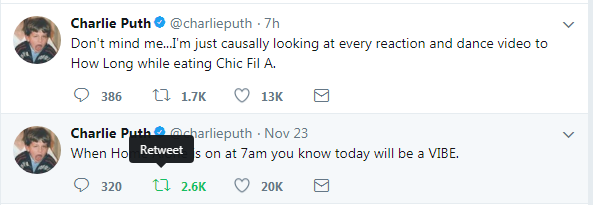 Charlie Puth @charlieputh · 7h
Don't mind me...I'm just causally looking at every reaction and dance video to
How Long while eating Chic Fil A.
386 1.7K 13K
Charlie Puth @charlieputh · Nov 23
Retweet
When Ho s on at 7am you know today will be a VIBE.
320 2.6K 20K